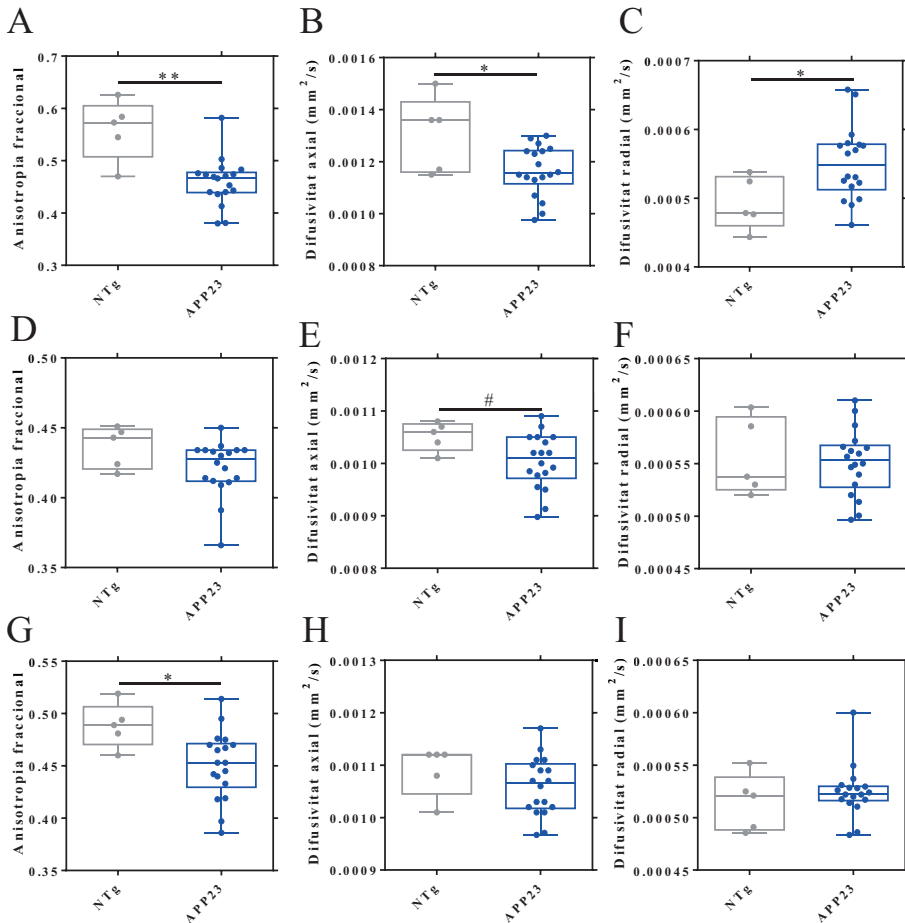 A
Anisotropia fraccional
0.7
0.6
0.5
0.4
0.3
**
NTg
APP23
B
Difusivitat axial (mm²/s)
0.0016
0.0014
0.0012
0.0010
0.0008
*
NTg
APP23
C
Difusivitat radial (mm²/s)
0.0007
0.0006
0.0005
0.0004
*
NTg
APP23
D
Anisotropia fraccional
0.50
0.45
0.40
0.35
NTg
APP23
E
Difusivitat axial (mm²/s)
0.0012
0.0011
0.0010
0.0009
0.0008
#
NTg
APP23
F
Difusivitat radial (mm²/s)
0.00065
0.00060
0.00055
0.00050
0.00045
NTg
APP23
G
Anisotropia fraccional
0.55
0.50
0.45
0.40
0.35
*
NTg
APP23
H
Difusivitat axial (mm²/s)
0.0013
0.0012
0.0011
0.0010
0.0009
NTg
APP23
I
Difusivitat radial (mm²/s)
0.00065
0.00060
0.00055
0.00050
0.00045
NTg
APP23